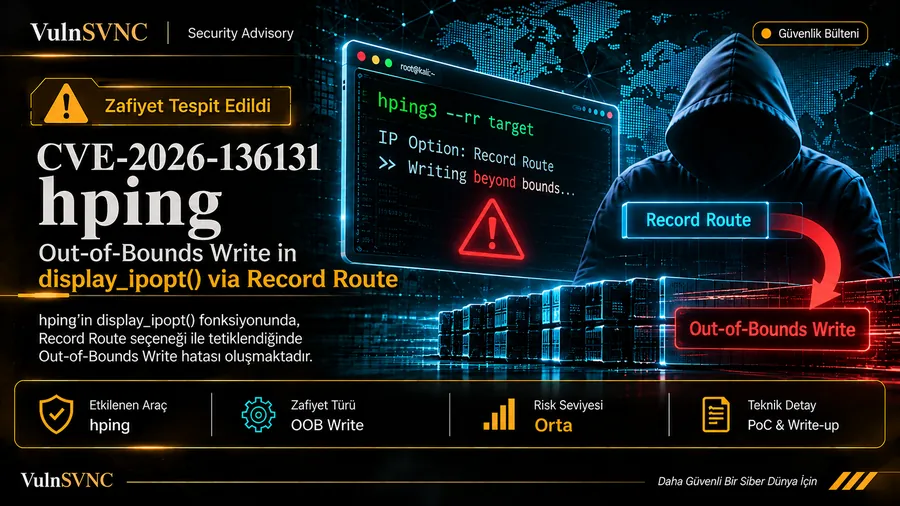 VulnSVNC | Security Advisory
Güvenlik Bülteni
Zafiyet Tespit Edildi
CVE-2026-136131
hping
Out-of-Bounds Write in
display_ipopt() via Record Route
hping'in display_ipopt() fonksiyonunda,
Record Route seçeneği ile tetiklendiğinde
Out-of-Bounds Write hatası oluşmaktadır.
root@kali:~
hping3 --rr target
IP Option: Record Route
>> Writing beyond bounds...
Record Route
Out-of-Bounds Write
Etkilenen Araç
hping
Zafiyet Türü
OOB Write
Risk Seviyesi
Orta
Teknik Detay
PoC & Write-up
VulnSVNC
Daha Güvenli Bir Siber Dünya İçin